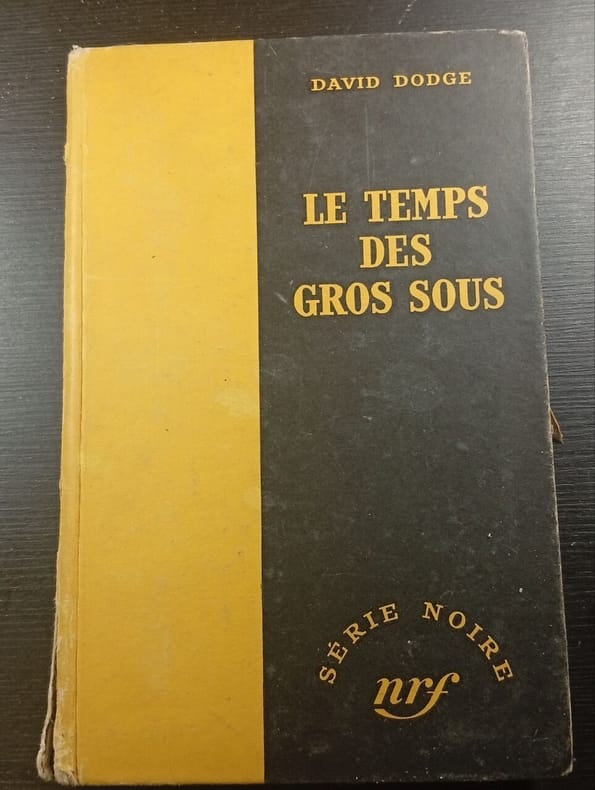 DAVID DODGE
LE TEMPS
DES
GROS SOUS
SÉRIE NOIRE
nrf